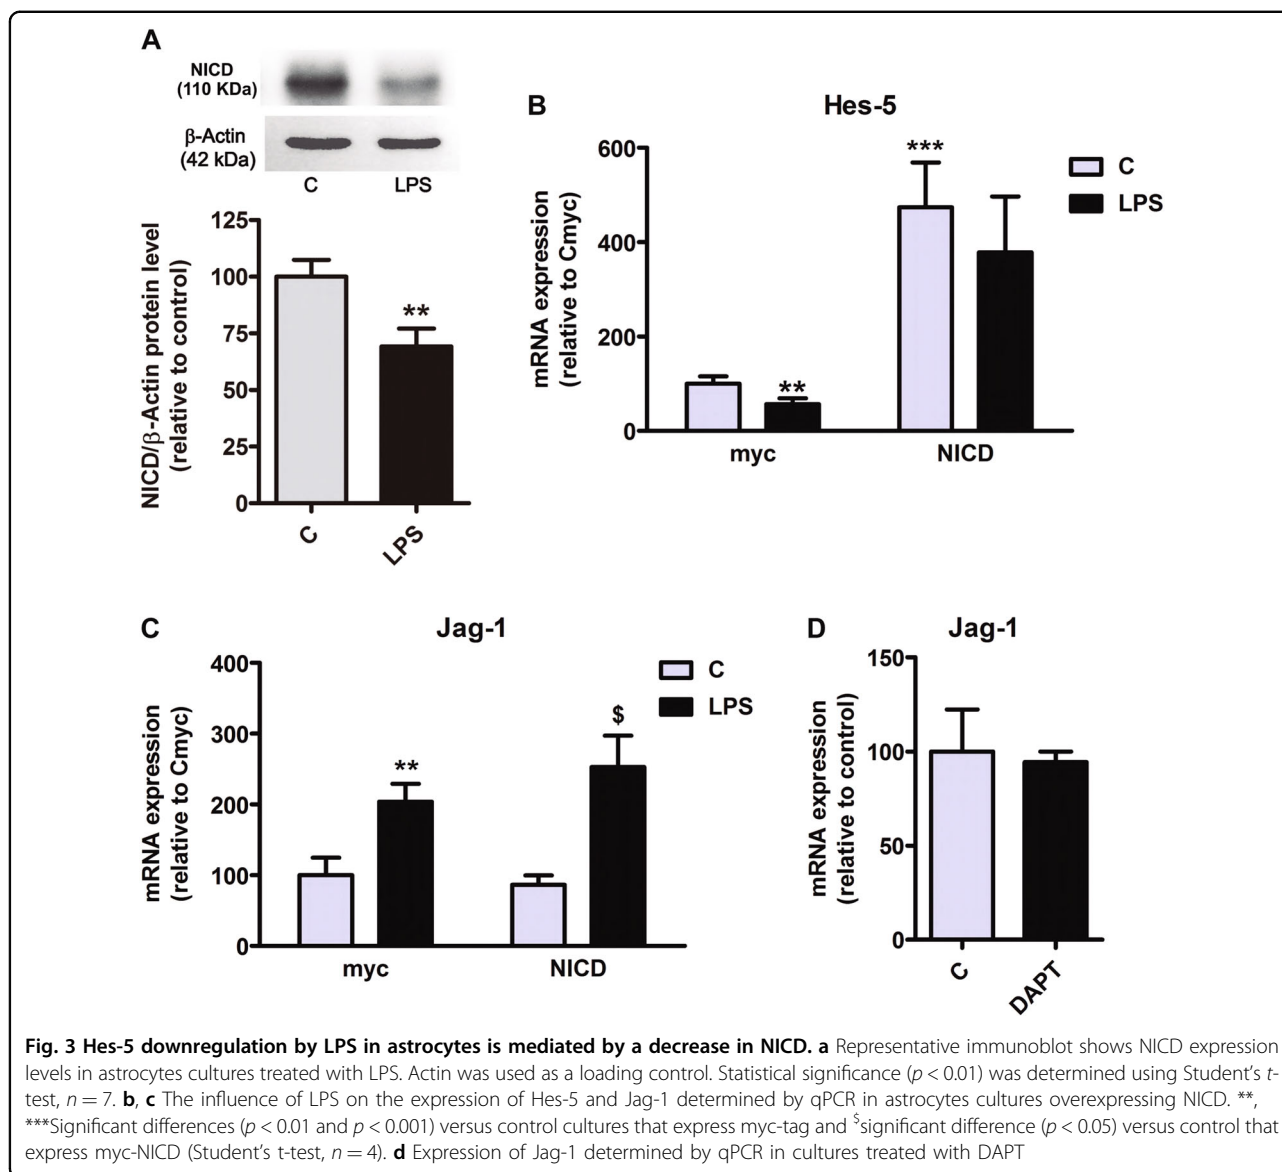 A
NICD
(110 KDa)
β-Actin
(42 kDa)
C
LPS
NICD/β-Actin protein level
(relative to control)
125
100
75
50
25
0
C
LPS
B
Hes-5
mRNA expression
(relative to Cmyc)
600
400
200
0
**
***
myc
NICD
C
LPS
**
C
Jag-1
mRNA expression
(relative to Cmyc)
400
300
200
100
0
**
$
myc
NICD
C
LPS
D
Jag-1
mRNA expression
(relative to control)
150
100
50
0
C
DAPT
Fig. 3 Hes-5 downregulation by LPS in astrocytes is mediated by a decrease in NICD. a Representative immunoblot shows NICD expression
levels in astrocytes cultures treated with LPS. Actin was used as a loading control. Statistical significance (p < 0.01) was determined using Student's t-
test, n = 7. b, c The influence of LPS on the expression of Hes-5 and Jag-1 determined by qPCR in astrocytes cultures overexpressing NICD. **,
***Significant differences (p < 0.01 and p < 0.001) versus control cultures that express myc-tag and $significant difference (p < 0.05) versus control that
express myc-NICD (Student's t-test, n = 4). d Expression of Jag-1 determined by qPCR in cultures treated with DAPT